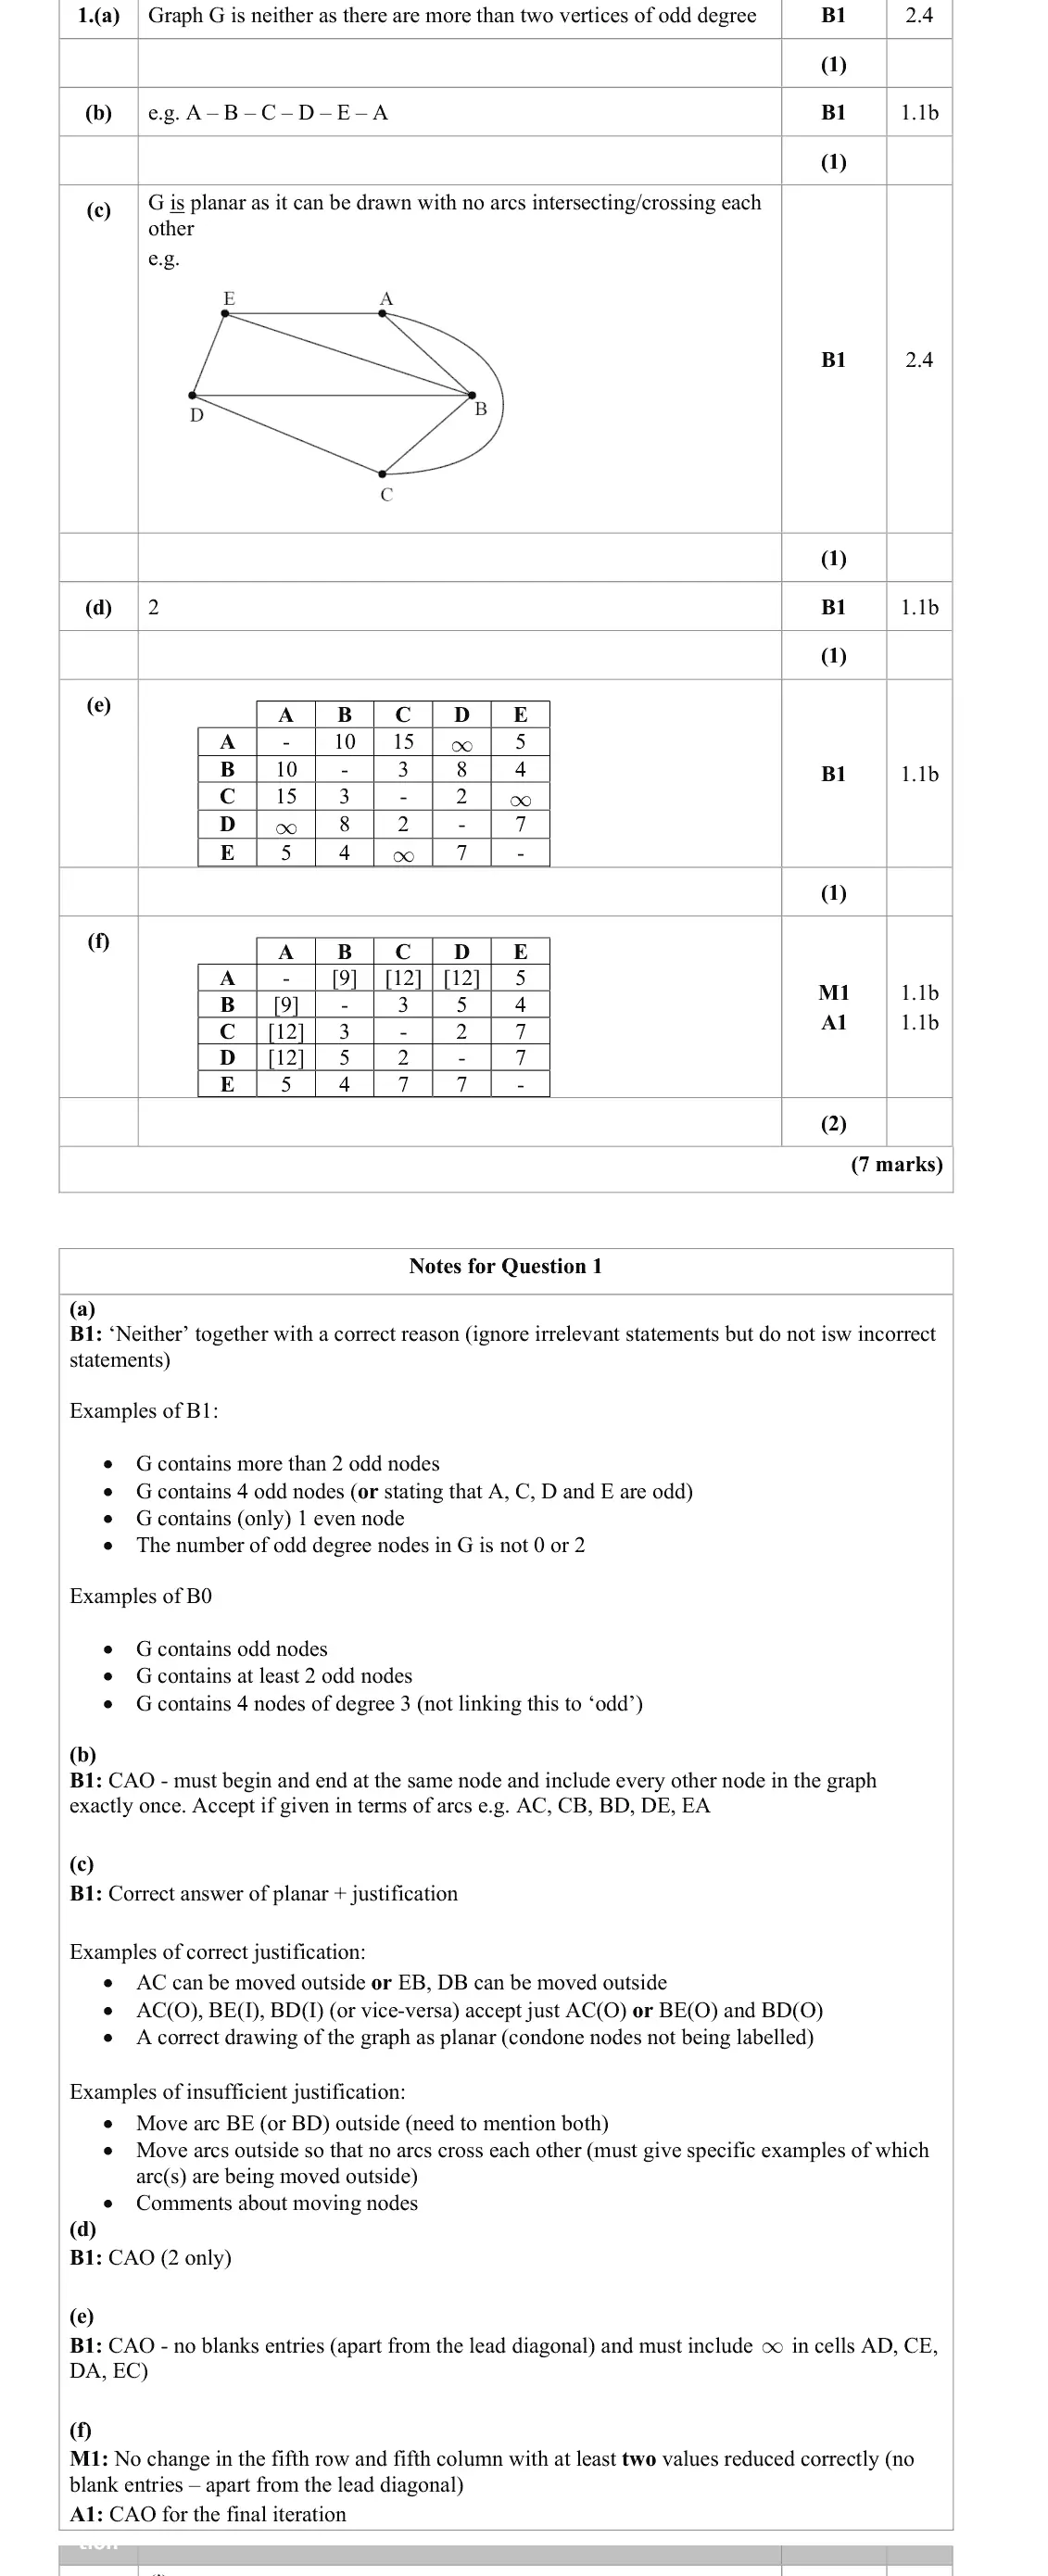 1.(a) Graph G is neither as there are more than two vertices of odd degree B1 2.4
(1)
(b) e.g. A – B – C – D – E – A B1 1.1b
(1)
(c) G is planar as it can be drawn with no arcs intersecting/crossing each
other
e.g.
E A
B1 2.4
D B
C
(1)
(d) 2 B1 1.1b
(1)
(e)
A B C D E
A - 10 15 ∞ 5
B 10 - 3 8 4
B1 1.1b
C 15 3 - 2 ∞
D ∞ 8 2 - 7
E 5 4 ∞ 7 -
(1)
(f)
A B C D E
A - [9] [12] [12] 5
M1 1.1b
B [9] - 3 5 4
A1 1.1b
C [12] 3 - 2 7
D [12] 5 2 - 7
E 5 4 7 7 -
(2)
(7 marks)
Notes for Question 1
(a)
B1: ‘Neither’ together with a correct reason (ignore irrelevant statements but do not isw incorrect
statements)
Examples of B1:
• G contains more than 2 odd nodes
• G contains 4 odd nodes (or stating that A, C, D and E are odd)
• G contains (only) 1 even node
• The number of odd degree nodes in G is not 0 or 2
Examples of B0
• G contains odd nodes
• G contains at least 2 odd nodes
• G contains 4 nodes of degree 3 (not linking this to ‘odd’)
(b)
B1: CAO - must begin and end at the same node and include every other node in the graph
exactly once. Accept if given in terms of arcs e.g. AC, CB, BD, DE, EA
(c)
B1: Correct answer of planar + justification
Examples of correct justification:
• AC can be moved outside or EB, DB can be moved outside
• AC(O), BE(I), BD(I) (or vice-versa) accept just AC(O) or BE(O) and BD(O)
• A correct drawing of the graph as planar (condone nodes not being labelled)
Examples of insufficient justification:
• Move arc BE (or BD) outside (need to mention both)
• Move arcs outside so that no arcs cross each other (must give specific examples of which
arc(s) are being moved outside)
• Comments about moving nodes
(d)
B1: CAO (2 only)
(e)
B1: CAO - no blanks entries (apart from the lead diagonal) and must include ∞ in cells AD, CE,
DA, EC)
(f)
M1: No change in the fifth row and fifth column with at least two values reduced correctly (no
blank entries – apart from the lead diagonal)
A1: CAO for the final iteration